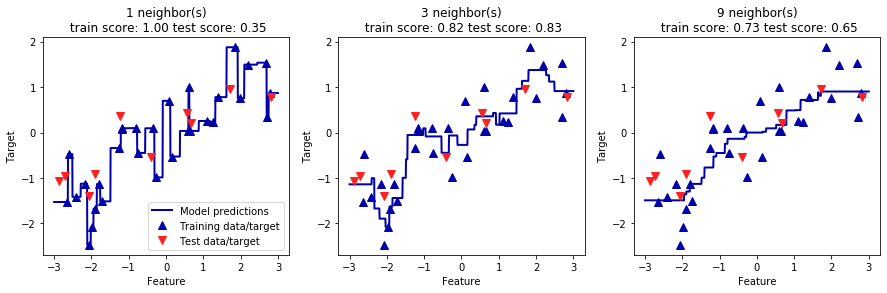 1 neighbor(s)
train score: 1.00 test score: 0.35
Target
2
1
0
−1
−2
−3
−2
−1
0
1
2
3
Feature
Model predictions
Training data/target
Test data/target
3 neighbor(s)
train score: 0.82 test score: 0.83
Target
2
1
0
−1
−2
−3
−2
−1
0
1
2
3
Feature
9 neighbor(s)
train score: 0.73 test score: 0.65
Target
2
1
0
−1
−2
−3
−2
−1
0
1
2
3
Feature